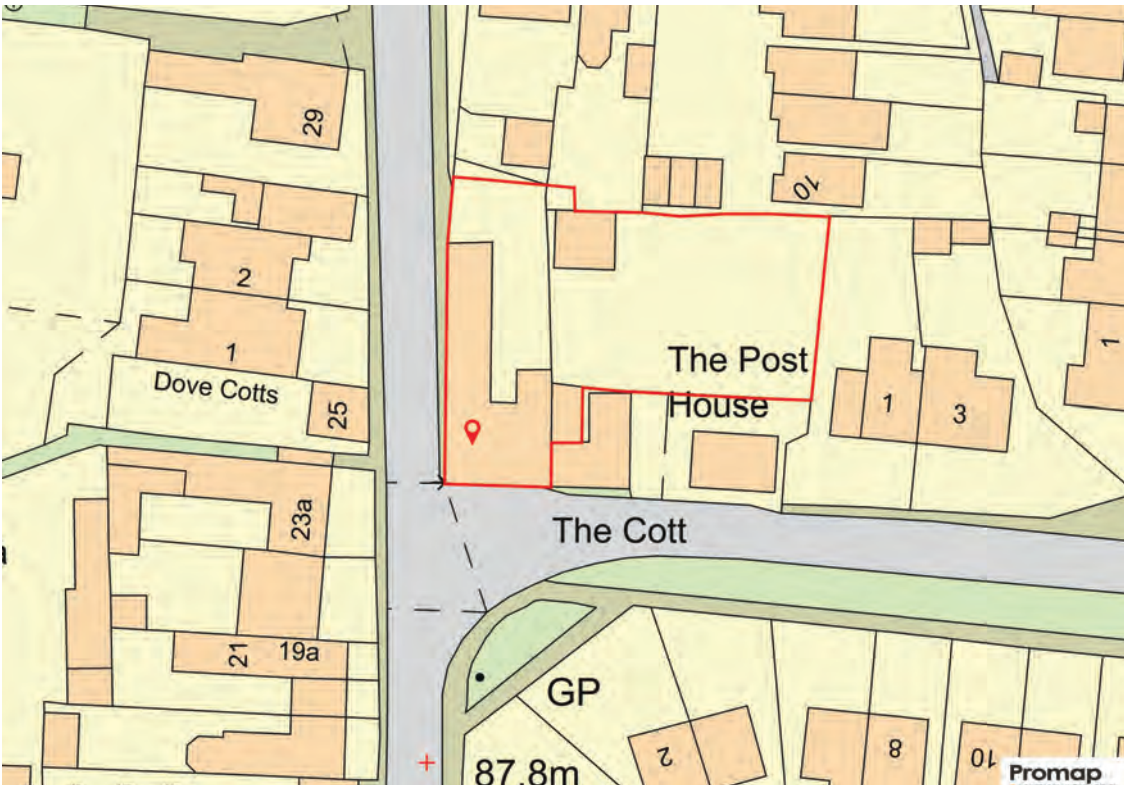 29
10
2
1
Dove Cotts
25
The Post
House
1
3
1
23a
The Cott
21
19a
GP
2
8
10
87.8m
Promap